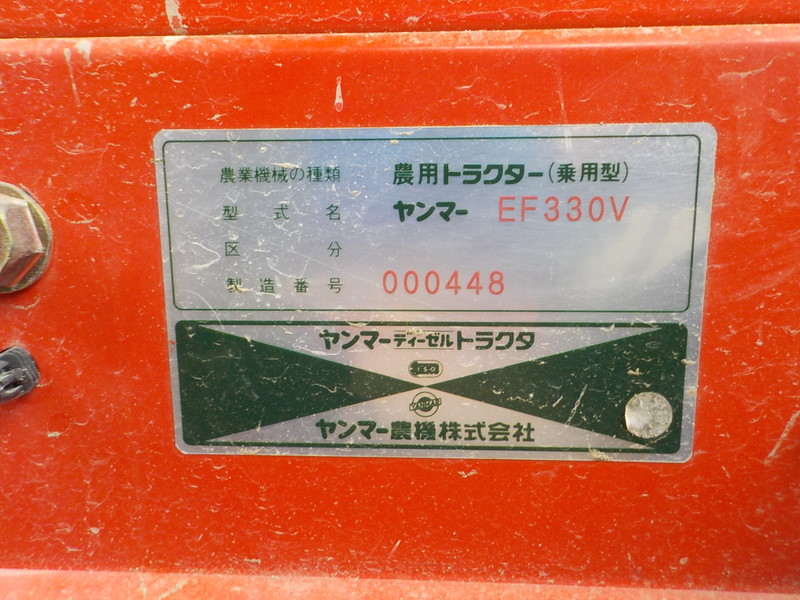 農業機械の種類 農用トラクター(乗用型)
型式名 ヤンマー EF330V
区分
製造番号 000448
ヤンマーディーゼルトラクタ
ISO
YANMAR
ヤンマー農機株式会社